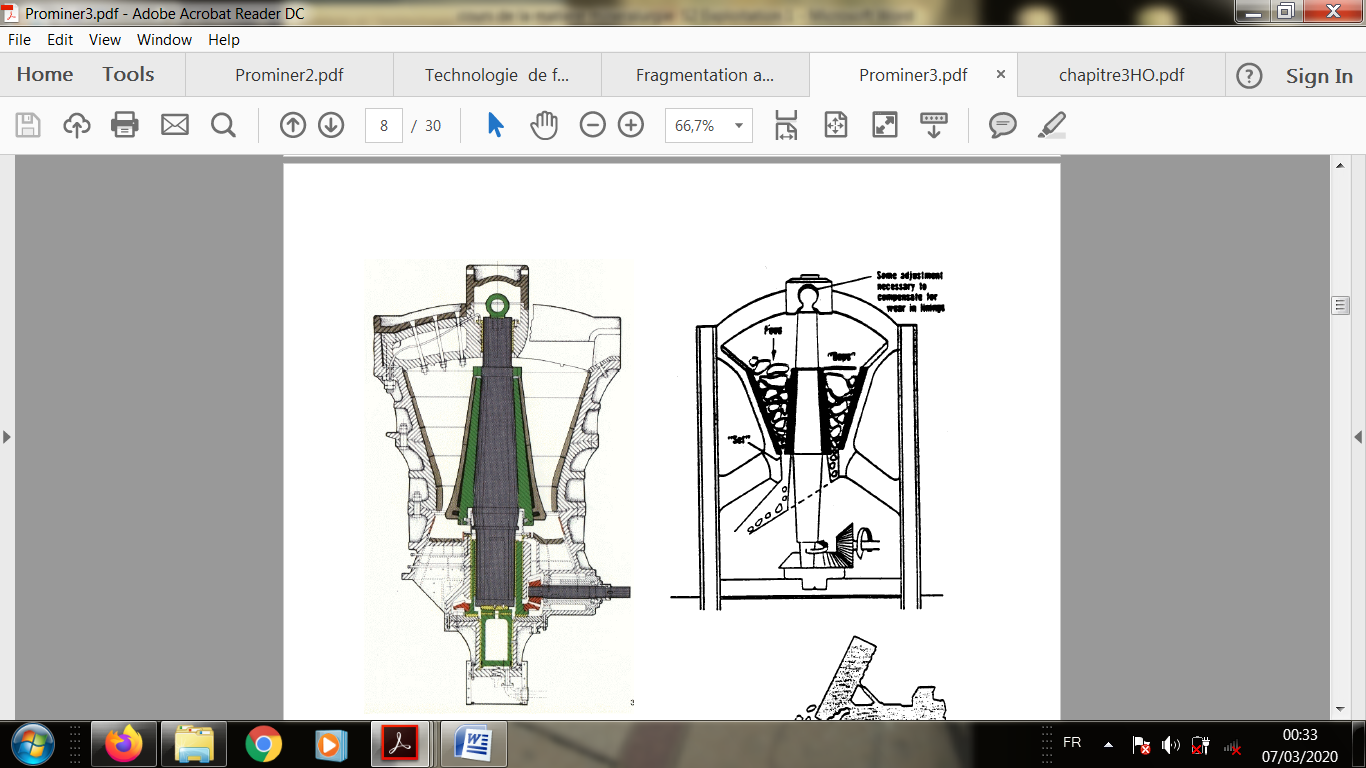 Prominer3.pdf - Adobe Acrobat Reader DC
File Edit View Window Help
Home Tools Prominer2.pdf Technologie de f... Fragmentation a... Prominer3.pdf × chapitre3HO.pdf ? Sign In
8 / 30 66,7%
Some adjustment
necessary to
compensate for
wear in linings
Feed
"Set"
3
FR
00:33
07/03/2020